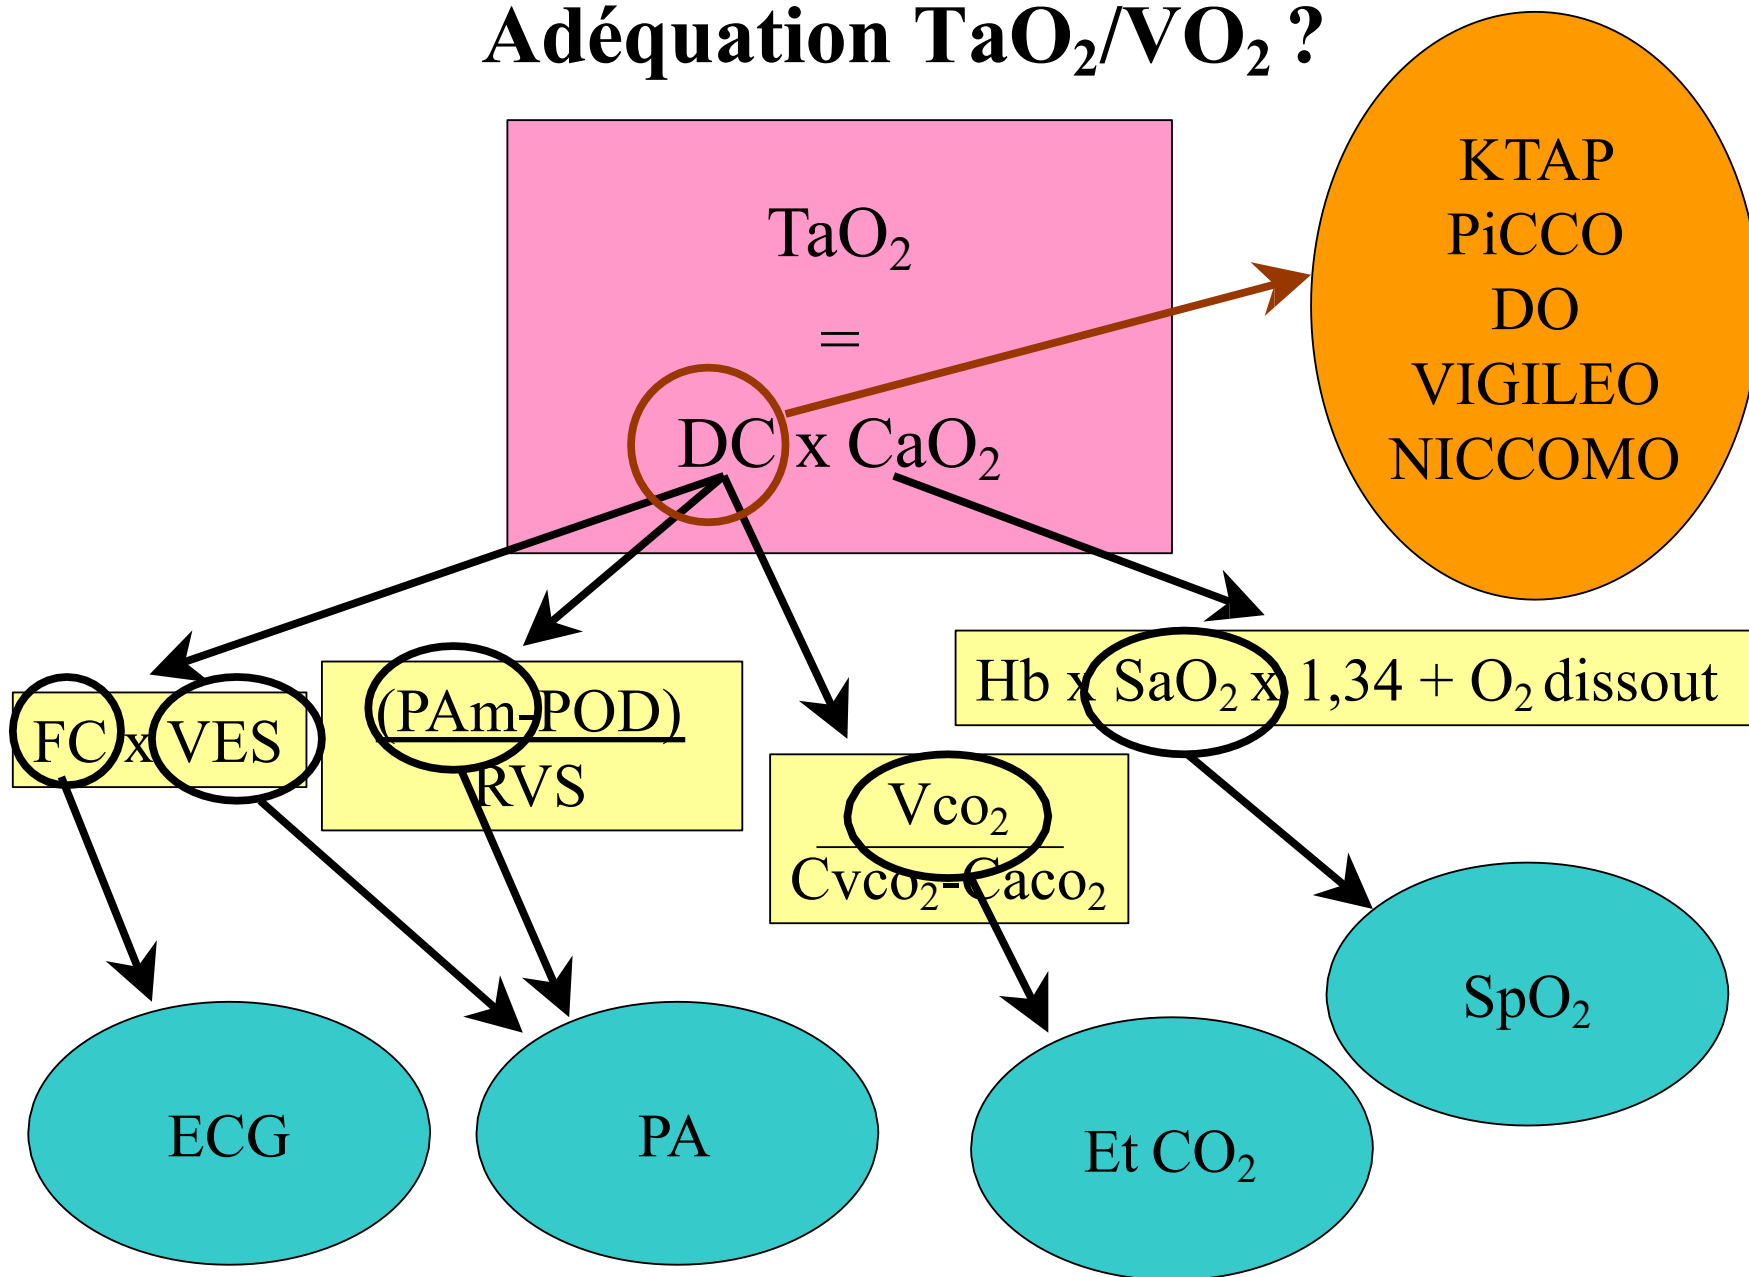 Adéquation TaO₂/VO₂ ?
TaO₂
=
DC x CaO₂
KTAP
PiCCO
DO
VIGILEO
NICCOMO
FC x VES
(PAm-POD)
RVS
Vco₂
Cvco₂-Caco₂
Hb x SaO₂ x 1,34 + O₂ dissout
ECG
PA
Et CO₂
SpO₂